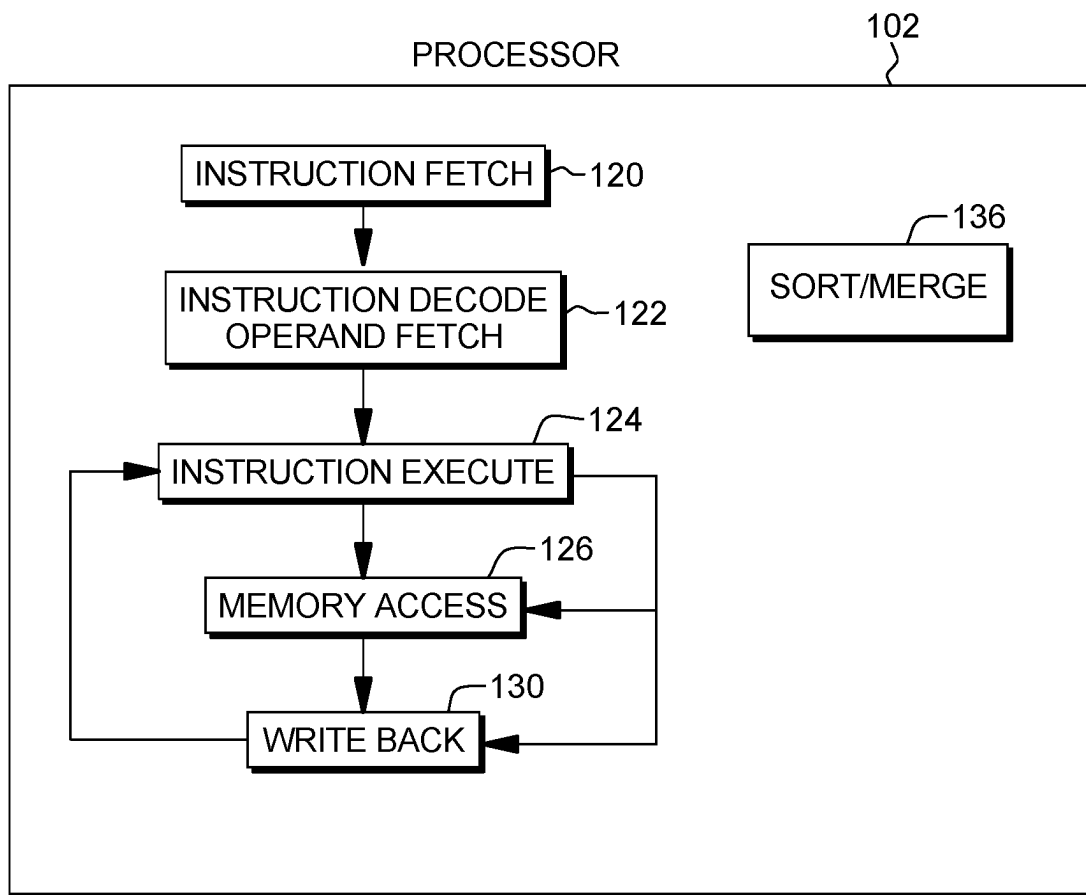 102
PROCESSOR
INSTRUCTION FETCH
120
136
SORT/MERGE
INSTRUCTION DECODE
OPERAND FETCH
122
124
INSTRUCTION EXECUTE
126
MEMORY ACCESS
130
WRITE BACK